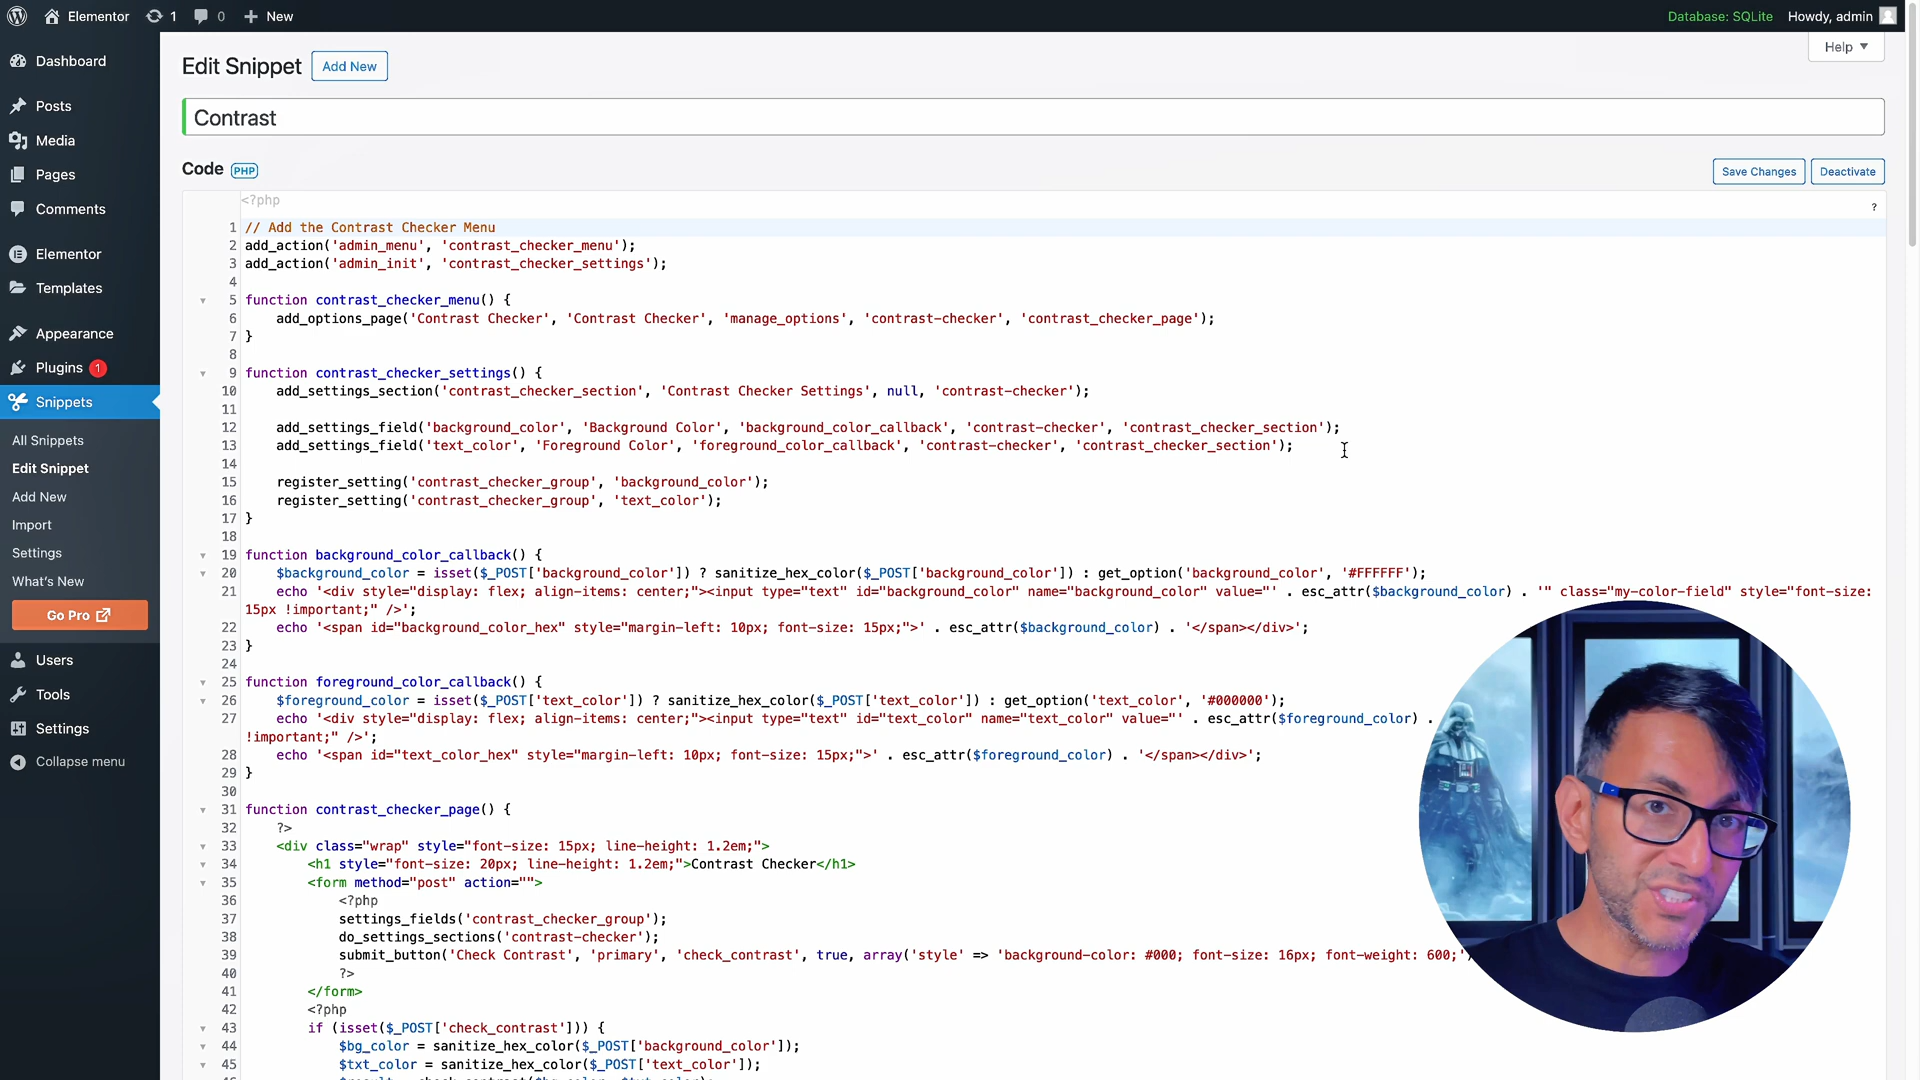 Elementor
1
0
New
Database: SQLite
Howdy, admin
Help ▼
Dashboard
Posts
Media
Pages
Comments
Elementor
Templates
Appearance
Plugins 1
Snippets
All Snippets
Edit Snippet
Add New
Import
Settings
What's New
Go Pro
Users
Tools
Settings
Collapse menu
Edit Snippet
Add New
Contrast
Code PHP
Save Changes
Deactivate
<?php
?
1 // Add the Contrast Checker Menu
2 add_action('admin_menu', 'contrast_checker_menu');
3 add_action('admin_init', 'contrast_checker_settings');
4
5 function contrast_checker_menu() {
6 add_options_page('Contrast Checker', 'Contrast Checker', 'manage_options', 'contrast-checker', 'contrast_checker_page');
7 }
8
9 function contrast_checker_settings() {
10 add_settings_section('contrast_checker_section', 'Contrast Checker Settings', null, 'contrast-checker');
11
12 add_settings_field('background_color', 'Background Color', 'background_color_callback', 'contrast-checker', 'contrast_checker_section');
13 add_settings_field('text_color', 'Foreground Color', 'foreground_color_callback', 'contrast-checker', 'contrast_checker_section');
14
15 register_setting('contrast_checker_group', 'background_color');
16 register_setting('contrast_checker_group', 'text_color');
17 }
18
19 function background_color_callback() {
20 $background_color = isset($_POST['background_color']) ? sanitize_hex_color($_POST['background_color']) : get_option('background_color', '#FFFFFF');
21 echo '<div style="display: flex; align-items: center;"><input type="text" id="background_color" name="background_color" value="' . esc_attr($background_color) . '" class="my-color-field" style="font-size:
15px !important;" />';
22 echo '<span id="background_color_hex" style="margin-left: 10px; font-size: 15px;">' . esc_attr($background_color) . '</span></div>';
23 }
24
25 function foreground_color_callback() {
26 $foreground_color = isset($_POST['text_color']) ? sanitize_hex_color($_POST['text_color']) : get_option('text_color', '#000000');
27 echo '<div style="display: flex; align-items: center;"><input type="text" id="text_color" name="text_color" value="' . esc_attr($foreground_color) .
!important;" />';
28 echo '<span id="text_color_hex" style="margin-left: 10px; font-size: 15px;">' . esc_attr($foreground_color) . '</span></div>';
29 }
30
31 function contrast_checker_page() {
32 ?>
33 <div class="wrap" style="font-size: 15px; line-height: 1.2em;">
34 <h1 style="font-size: 20px; line-height: 1.2em;">Contrast Checker</h1>
35 <form method="post" action="">
36 <?php
37 settings_fields('contrast_checker_group');
38 do_settings_sections('contrast-checker');
39 submit_button('Check Contrast', 'primary', 'check_contrast', true, array('style' => 'background-color: #000; font-size: 16px; font-weight: 600;')
40 ?>
41 </form>
42 <?php
43 if (isset($_POST['check_contrast'])) {
44 $bg_color = sanitize_hex_color($_POST['background_color']);
45 $txt_color = sanitize_hex_color($_POST['text_color']);